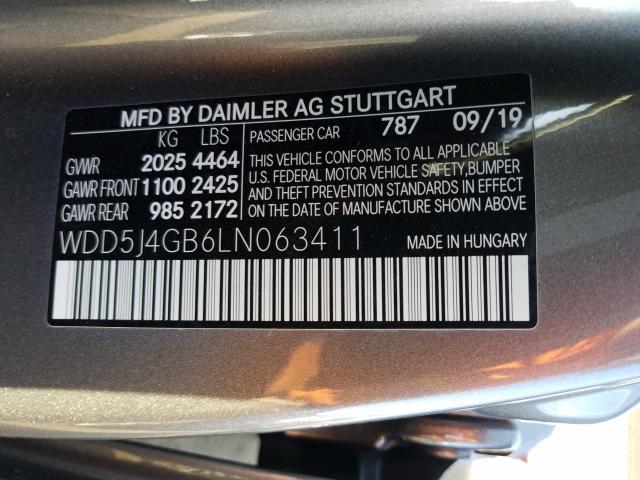 MFD BY DAIMLER AG STUTTGART
KG LBS PASSENGER CAR 787 09/19
GVWR 2025 4464
GAWR FRONT 1100 2425
GAWR REAR 985 2172
THIS VEHICLE CONFORMS TO ALL APPLICABLE
U.S. FEDERAL MOTOR VEHICLE SAFETY,BUMPER
AND THEFT PREVENTION STANDARDS IN EFFECT
ON THE DATE OF MANUFACTURE SHOWN ABOVE
WDD5J4GB6LN063411 MADE IN HUNGARY